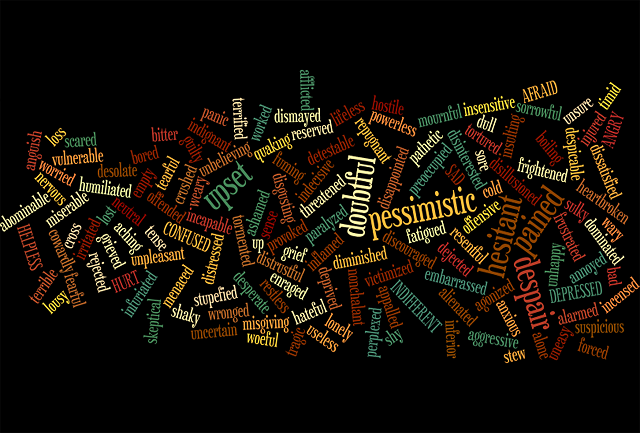 afflicted
AFRAID
timid
hostile
insensitive
sorrowful
unsure
lifeless
powerless
mournful
dull
terrified
worked
dismayed
panic
indignant
reserved
quaking
repugnant
insulting
tortured
ANGRY
injured
loss
anguish
scared
bitter
vulnerable
bored
worried
desolate
nervous
humiliated
tearful
empty
crushed
weary
unbelieving
upset
fuming
detestable
indecisive
disappointed
pathetic
preoccupied
disinterested
sore
frightened
hating
despicable
dissatisfied
heartbroken
abominable
miserable
lost
neutral
offended
incapable
ashamed
tense
disgusting
threatened
doubtful
pessimistic
sulky
cold
disillusioned
pained
wary
dominated
cross
irritated
aching
tense
CONFUSED
grieved
rejected
HELPLESS
cowardly
fearful
unpleasant
HURT
distressed
lamented
up
provoked
paralyzed
grief
inflamed
distrustful
diminished
discouraged
fatigued
offensive
resentful
hesitant
frustrated
terrible
lousy
infuriated
menaced
stupefied
desperate
restless
enraged
deprived
nonchalant
victimized
dejected
embarrassed
despair
unhappy
annoyed
bad
DEPRESSED
incensed
skeptical
shaky
wronged
uncertain
misgiving
woeful
hateful
tragic
useless
lonely
appalled
INDIFFERENT
perplexed
shy
alienated
agonized
inferior
anxious
aggressive
stew
alone
uneasy
alarmed
suspicious
forced